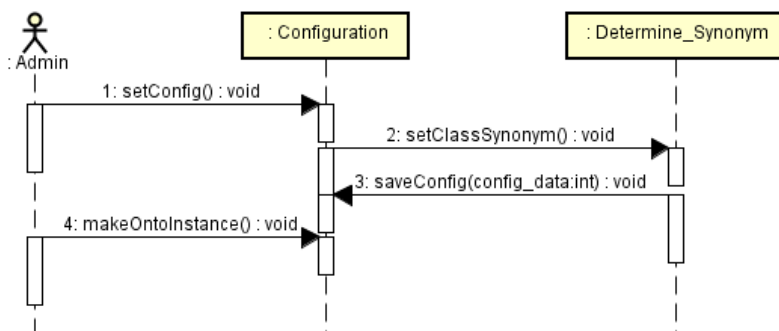 : Admin
: Configuration
: Determine_Synonym
1: setConfig() : void
2: setClassSynonym() : void
3: saveConfig(config_data:int) : void
4: makeOntoInstance() : void